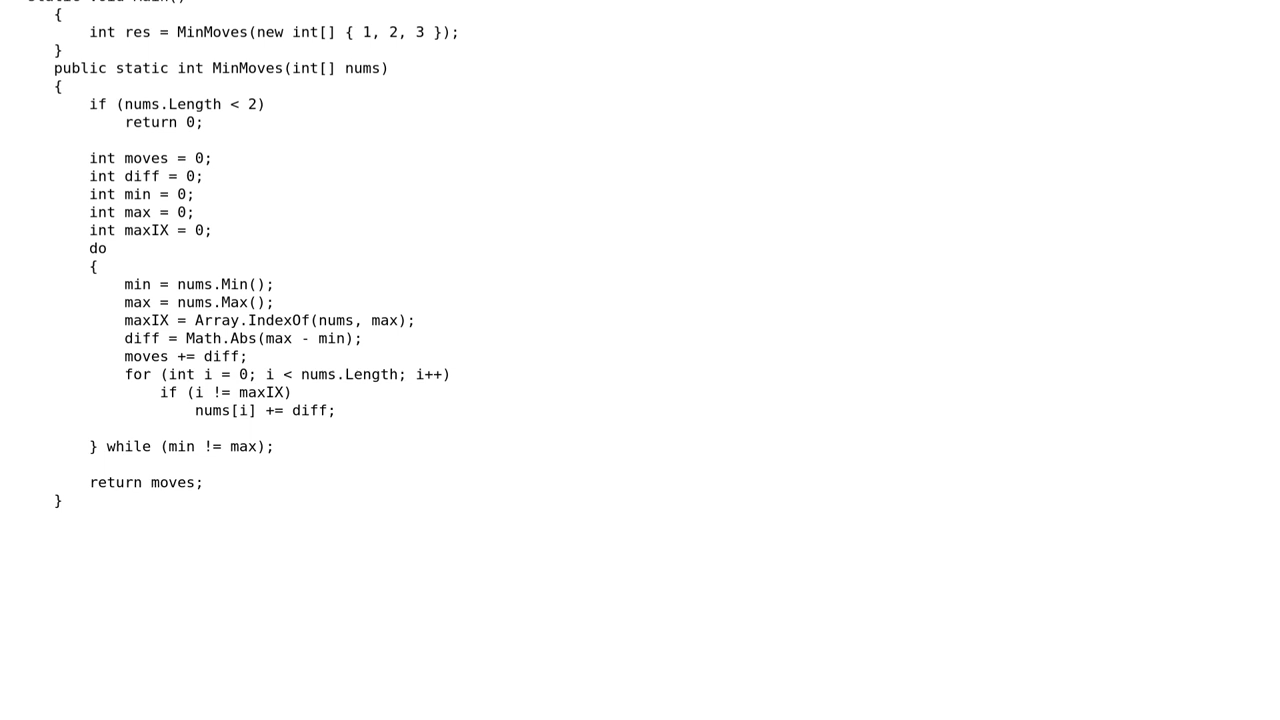 {
int res = MinMoves(new int[] { 1, 2, 3 });
}
public static int MinMoves(int[] nums)
{
if (nums.Length < 2)
return 0;
int moves = 0;
int diff = 0;
int min = 0;
int max = 0;
int maxIX = 0;
do
{
min = nums.Min();
max = nums.Max();
maxIX = Array.IndexOf(nums, max);
diff = Math.Abs(max - min);
moves += diff;
for (int i = 0; i < nums.Length; i++)
if (i != maxIX)
nums[i] += diff;
} while (min != max);
return moves;
}